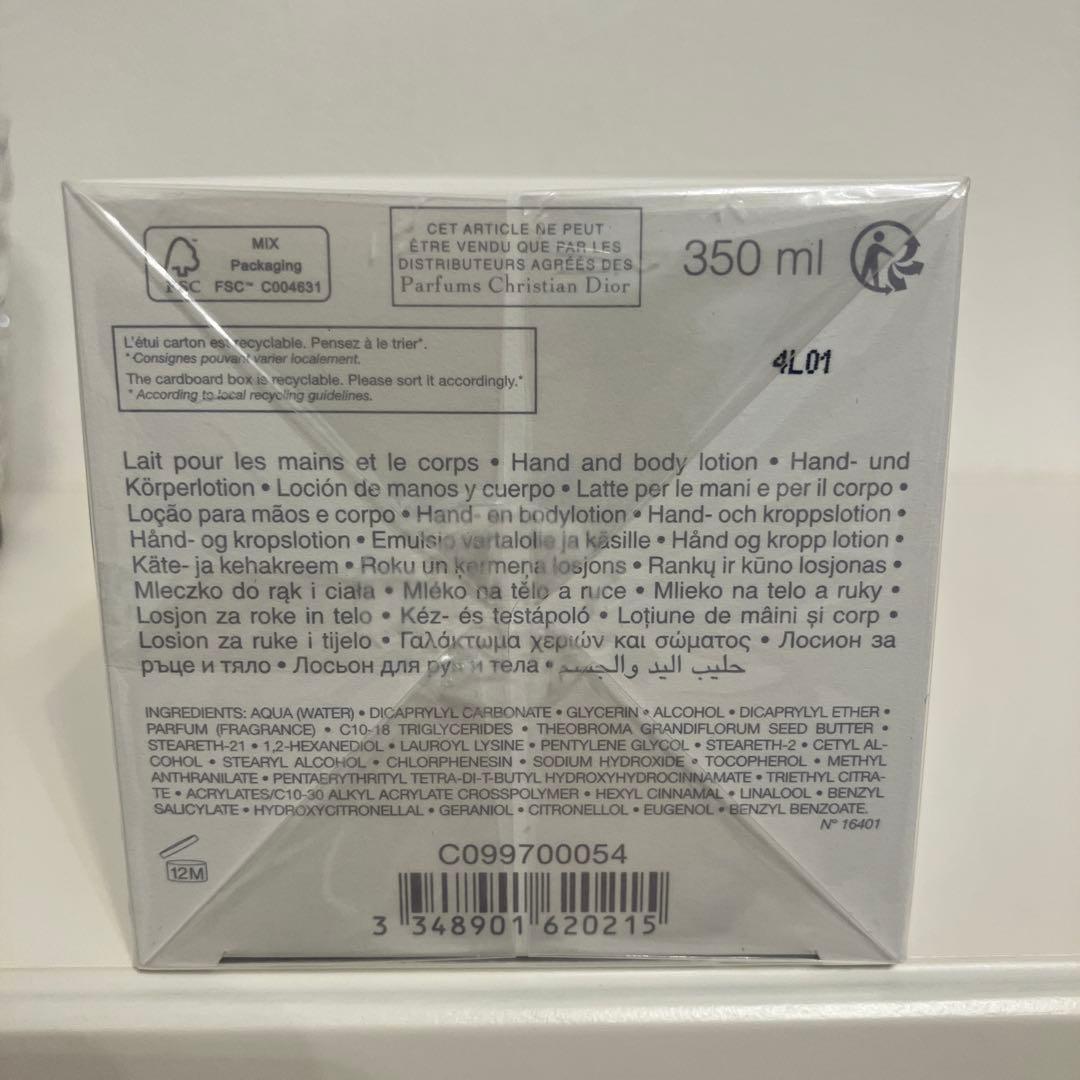 MIX
Packaging
FSC™ C004631
FSC
CET ARTICLE NE PEUT
ÊTRE VENDU QUE PAR LES
DISTRIBUTEURS AGRÉÉS DES
Parfums Christian Dior
350 ml
L'étui carton est recyclable. Pensez à le trier*.
* Consignes pouvant varier localement.
The cardboard box is recyclable. Please sort it accordingly.*
* According to local recycling guidelines.
4L01
Lait pour les mains et le corps • Hand and body lotion • Hand- und
Körperlotion • Loción de manos y cuerpo • Latte per le mani e per il corpo •
Loção para mãos e corpo • Hand- en bodylotion • Hand- och kroppslotion •
Hånd- og kropslotion • Emulsio vartalolle ja käsille • Hånd og kropp lotion •
Käte- ja kehakreem • Roku un ķermeņa losjons • Rankų ir kūno losjonas •
Mleczko do rąk i ciała • Mléko na tělo a ruce • Mlieko na telo a ruky •
Losjon za roke in telo • Kéz- és testápoló • Loțiune de mâini și corp •
Losion za ruke i tijelo • Γαλάκτωμα χεριών και σώματος • Лосион за
ръце и тяло • Лосьон для рук и тела • حليب اليد والجسم
INGREDIENTS: AQUA (WATER) • DICAPRYLYL CARBONATE • GLYCERIN • ALCOHOL • DICAPRYLYL ETHER •
PARFUM (FRAGRANCE) • C10-18 TRIGLYCERIDES • THEOBROMA GRANDIFLORUM SEED BUTTER •
STEARETH-21 • 1,2-HEXANEDIOL • LAUROYL LYSINE • PENTYLENE GLYCOL • STEARETH-2 • CETYL AL-
COHOL • STEARYL ALCOHOL • CHLORPHENESIN • SODIUM HYDROXIDE • TOCOPHEROL • METHYL
ANTHRANILATE • PENTAERYTHRITYL TETRA-DI-T-BUTYL HYDROXYHYDROCINNAMATE • TRIETHYL CITRA-
TE • ACRYLATES/C10-30 ALKYL ACRYLATE CROSSPOLYMER • HEXYL CINNAMAL • LINALOOL • BENZYL
SALICYLATE • HYDROXYCITRONELLAL • GERANIOL • CITRONELLOL • EUGENOL • BENZYL BENZOATE.
N° 16401
12M
C099700054
3 348901 620215